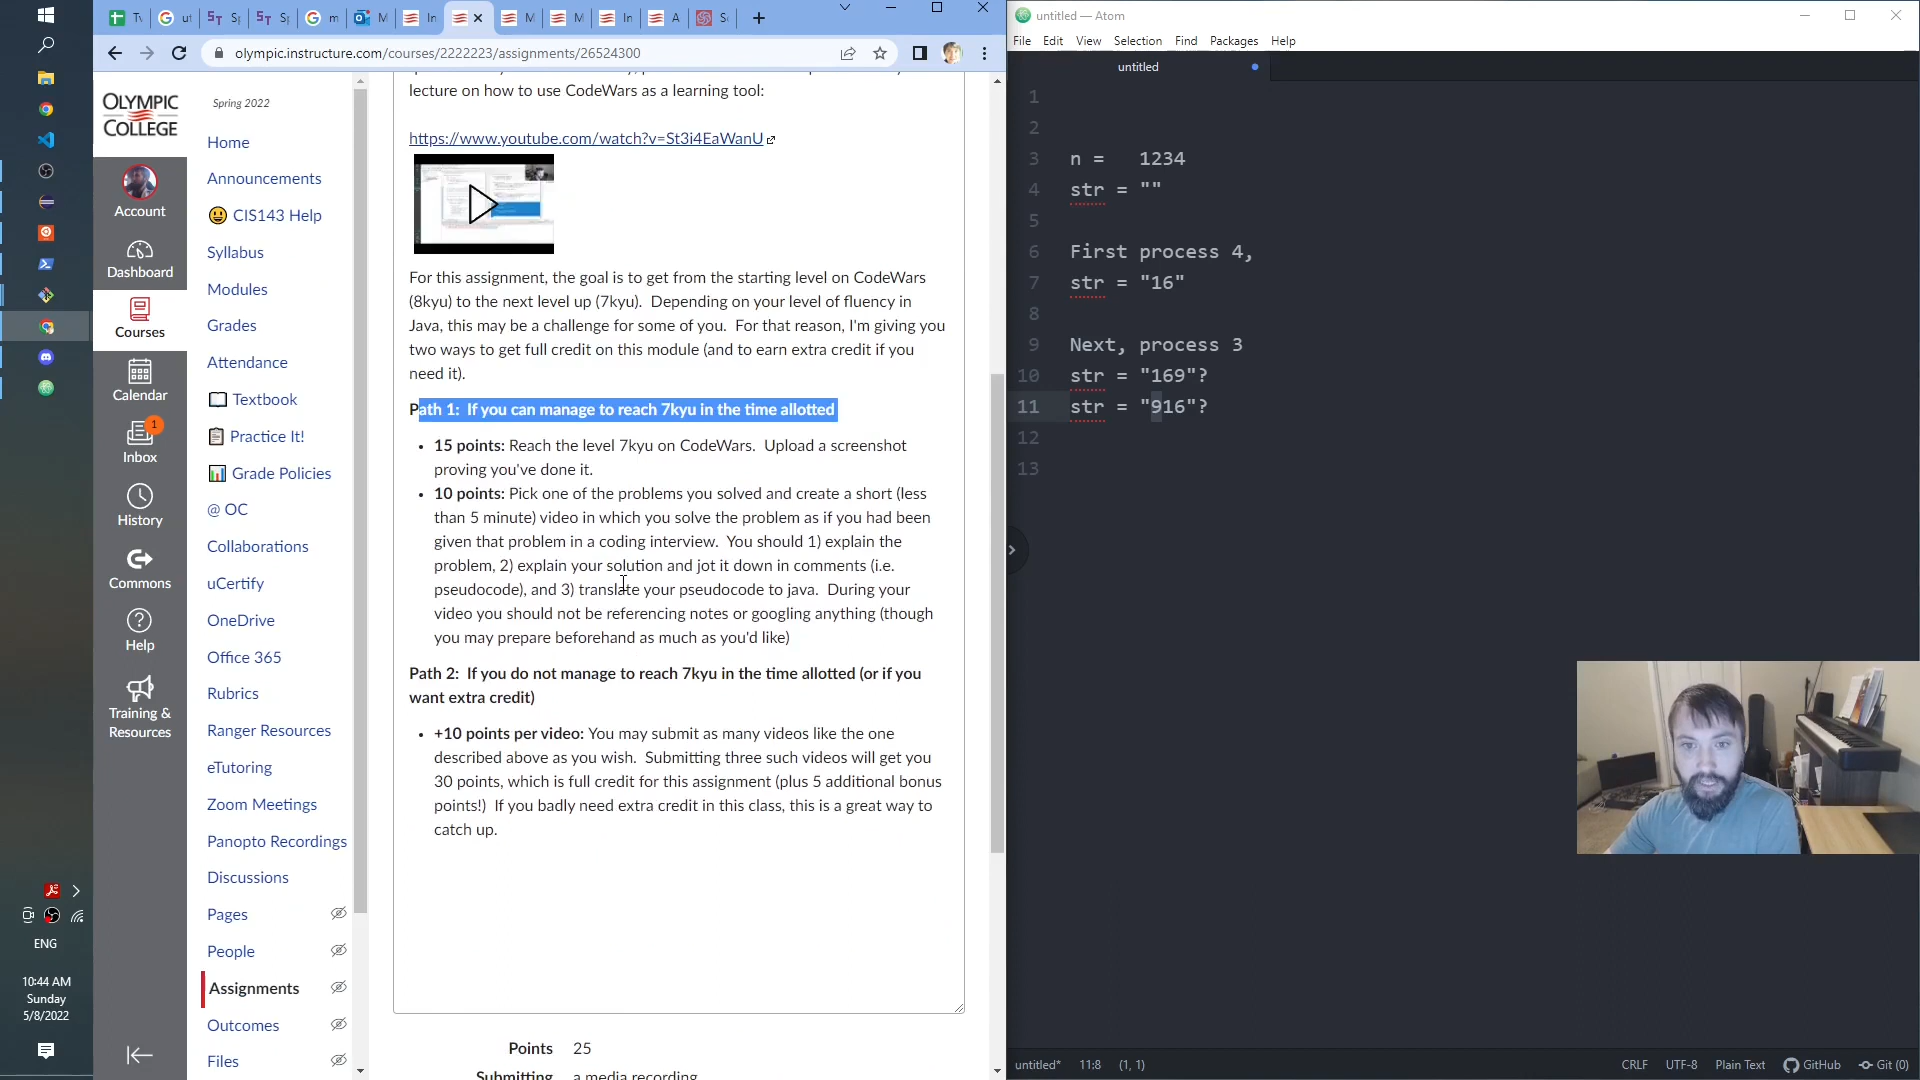 untitled — Atom
olympic.instructure.com/courses/2222223/assignments/26524300
File Edit View Selection Find Packages Help
untitled
OLYMPIC
COLLEGE
Account
Dashboard
Courses
Calendar
1
Inbox
History
Commons
Help
Training &
Resources
Spring 2022
Home
Announcements
CIS143 Help
Syllabus
Modules
Grades
Attendance
Textbook
Practice It!
Grade Policies
@ OC
Collaborations
uCertify
OneDrive
Office 365
Rubrics
Ranger Resources
eTutoring
Zoom Meetings
Panopto Recordings
Discussions
Pages
People
Assignments
Outcomes
Files
lecture on how to use CodeWars as a learning tool:
https://www.youtube.com/watch?v=St3i4EaWanU
For this assignment, the goal is to get from the starting level on CodeWars
(8kyu) to the next level up (7kyu). Depending on your level of fluency in
Java, this may be a challenge for some of you. For that reason, I'm giving you
two ways to get full credit on this module (and to earn extra credit if you
need it).
Path 1: If you can manage to reach 7kyu in the time allotted
• 15 points: Reach the level 7kyu on CodeWars. Upload a screenshot
proving you've done it.
• 10 points: Pick one of the problems you solved and create a short (less
than 5 minute) video in which you solve the problem as if you had been
given that problem in a coding interview. You should 1) explain the
problem, 2) explain your solution and jot it down in comments (i.e.
pseudocode), and 3) translate your pseudocode to java. During your
video you should not be referencing notes or googling anything (though
you may prepare beforehand as much as you'd like)
Path 2: If you do not manage to reach 7kyu in the time allotted (or if you
want extra credit)
• +10 points per video: You may submit as many videos like the one
described above as you wish. Submitting three such videos will get you
30 points, which is full credit for this assignment (plus 5 additional bonus
points!) If you badly need extra credit in this class, this is a great way to
catch up.
Points 25
Submitting a media recording
1
2
3 n = 1234
4 str = ""
5
6 First process 4,
7 str = "16"
8
9 Next, process 3
10 str = "169"?
11 str = "916"?
12
13
ENG
10:44 AM
Sunday
5/8/2022
untitled* 11:8 (1, 1)
CRLF UTF-8 Plain Text GitHub Git (0)